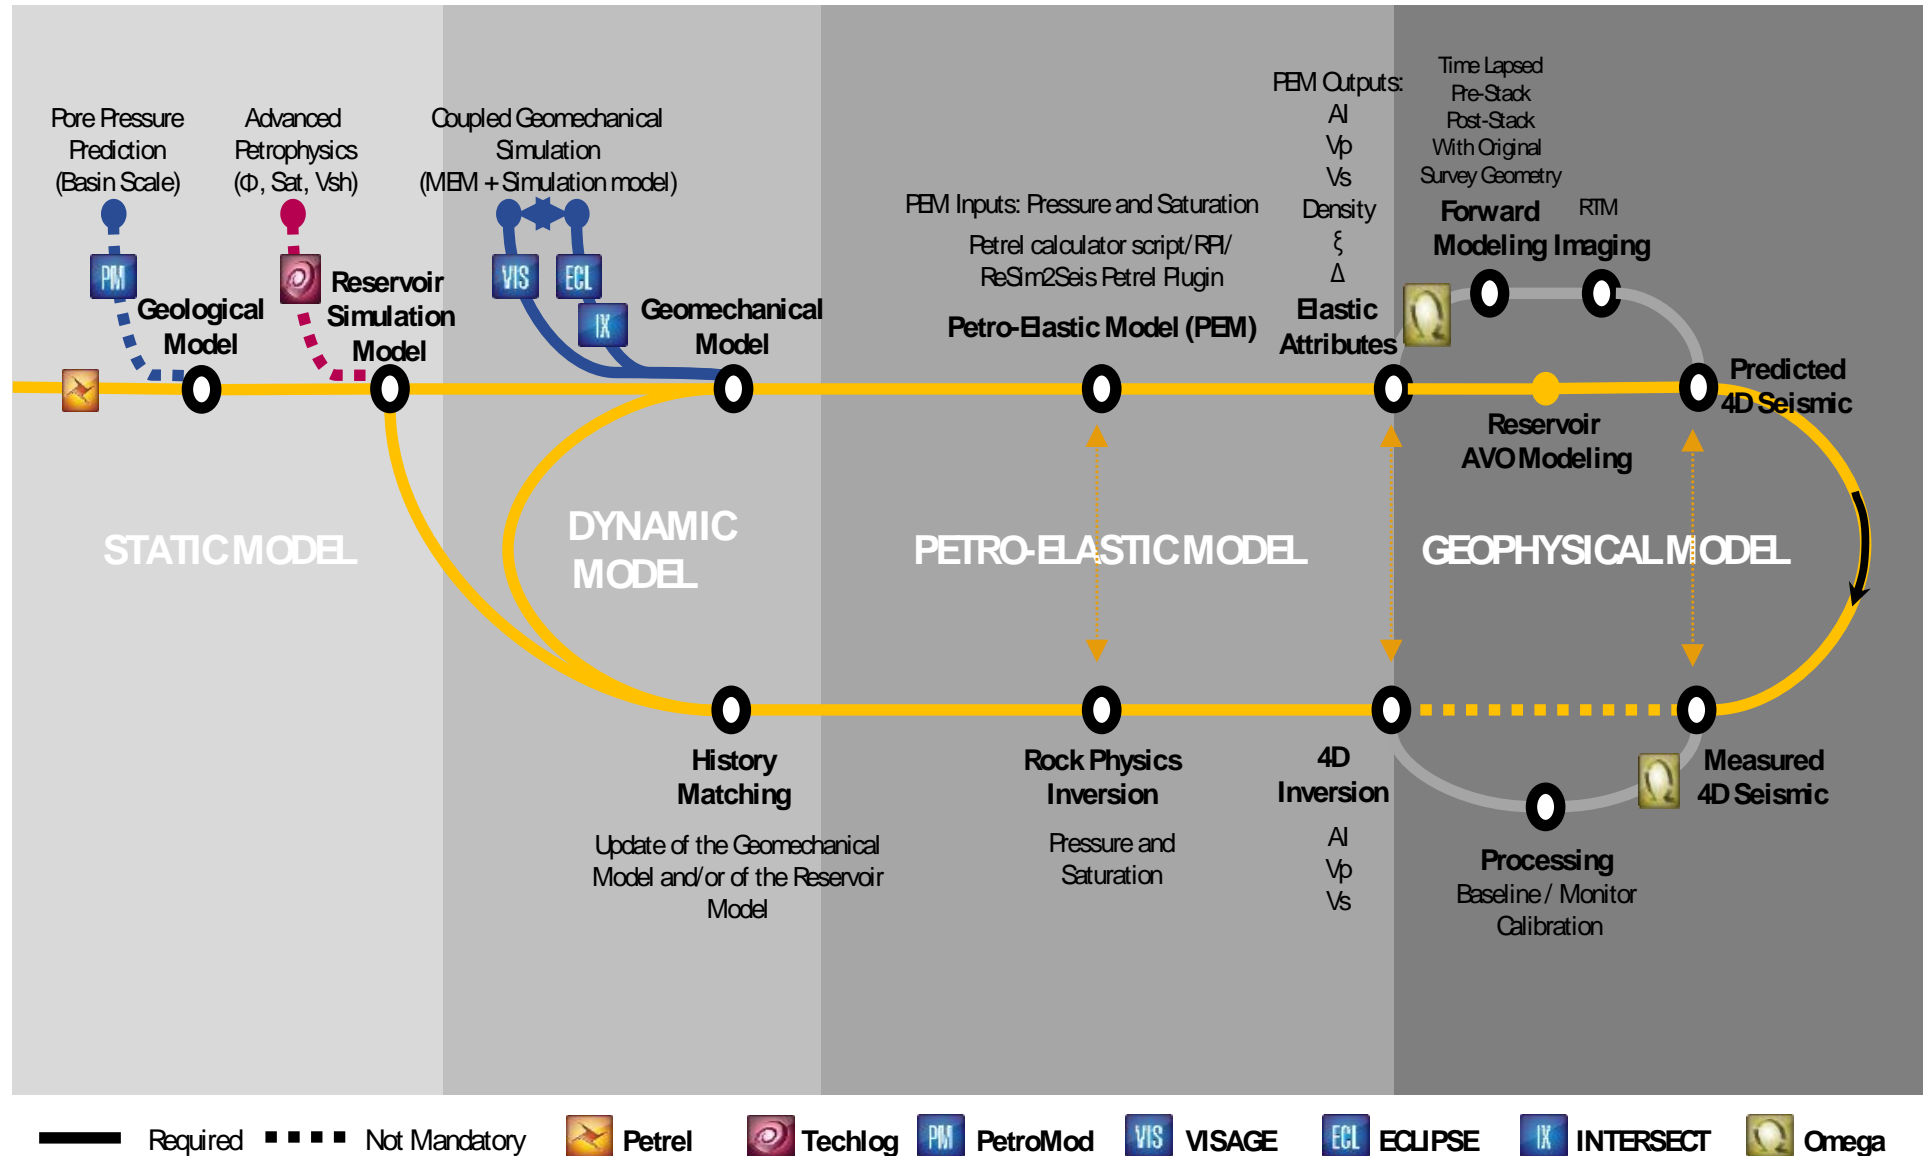 Pore Pressure
Prediction
(Basin Scale)
Advanced
Petrophysics
(Φ, Sat, Vsh)
Coupled Geomechanical
Simulation
(MEM + Simulation model)
PEM Inputs: Pressure and Saturation
Petrel calculator script/RPI/
ReSim2Seis Petrel Plugin
PEM Outputs:
AI
Vp
Vs
Density
ξ
Δ
Time Lapsed
Pre-Stack
Post-Stack
With Original
Survey Geometry
Forward
Modeling
RTM
Imaging
PM
VIS
ECL
IX
Geological
Model
Reservoir
Simulation
Model
Geomechanical
Model
Petro-Elastic Model (PEM)
Elastic
Attributes
Predicted
4D Seismic
Reservoir
AVO Modeling
STATIC MODEL
DYNAMIC
MODEL
PETRO-ELASTIC MODEL
GEOPHYSICAL MODEL
History
Matching
Update of the Geomechanical
Model and/or of the Reservoir
Model
Rock Physics
Inversion
Pressure and
Saturation
4D
Inversion
AI
Vp
Vs
Measured
4D Seismic
Processing
Baseline / Monitor
Calibration
Required
Not Mandatory
Petrel
Techlog
PM PetroMod
VIS VISAGE
ECL ECLIPSE
IX INTERSECT
Omega